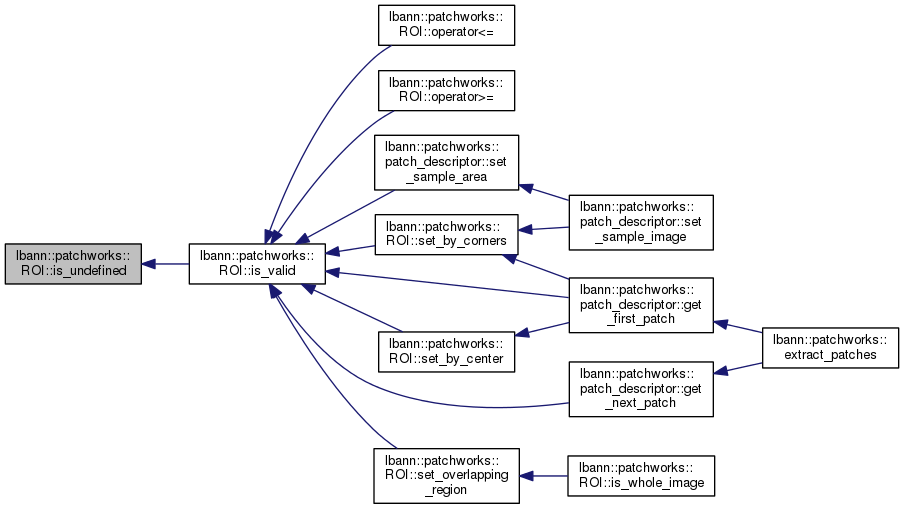 lbann::patchworks::
ROI::is_undefined
lbann::patchworks::
ROI::is_valid
lbann::patchworks::
ROI::operator<=
lbann::patchworks::
ROI::operator>=
lbann::patchworks::
patch_descriptor::set
_sample_area
lbann::patchworks::
ROI::set_by_corners
lbann::patchworks::
ROI::set_by_center
lbann::patchworks::
ROI::set_overlapping
_region
lbann::patchworks::
patch_descriptor::set
_sample_image
lbann::patchworks::
patch_descriptor::get
_first_patch
lbann::patchworks::
patch_descriptor::get
_next_patch
lbann::patchworks::
ROI::is_whole_image
lbann::patchworks::
extract_patches